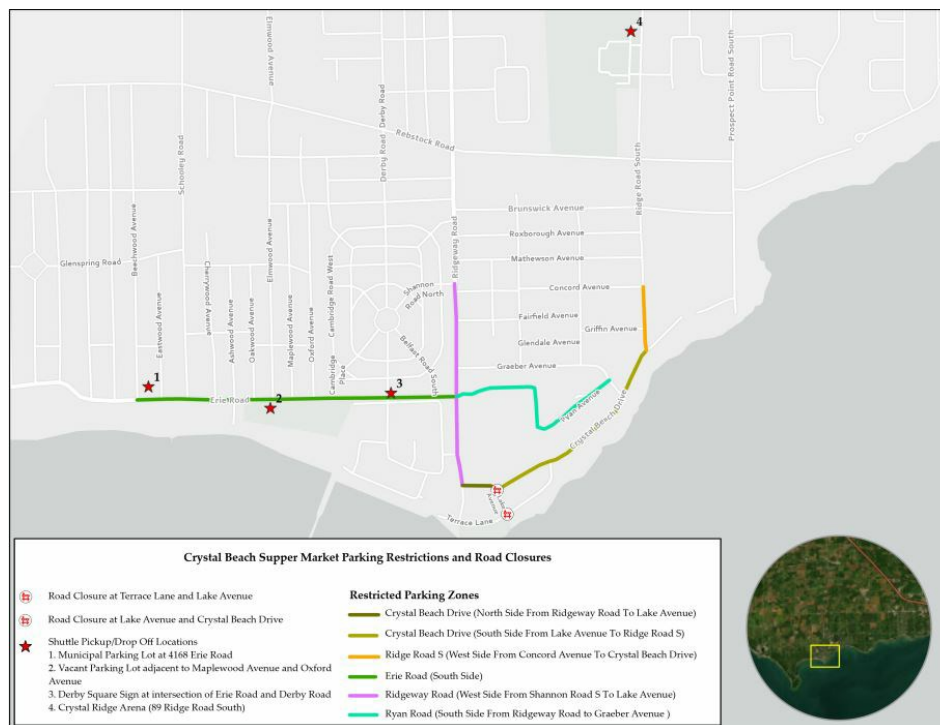 4
Elmwood Avenue
Derby Road
Prospect Point Road South
Rebstock Road
Schooley Road
Derby Road
Ridge Road South
Brunswick Avenue
Beechwood Avenue
Roxborough Avenue
Elmwood Avenue
Ridgeway Road
Glenspring Road
Mathewson Avenue
Cherrywood Avenue
Cambridge Road West
Shannon
Road North
Concord Avenue
Eastwood Avenue
Ashwood Avenue
Oakwood Avenue
Maplewood Avenue
Oxford Avenue
Fairfield Avenue
Griffin Avenue
Belfast Road South
Glendale Avenue
Cambridge
Place
Graeber Avenue
1
3
2
Erie Road
Ryan Avenue
Crystal Beach Drive
Lake
Avenue
Terrace Lane
Crystal Beach Supper Market Parking Restrictions and Road Closures
Road Closure at Terrace Lane and Lake Avenue
Road Closure at Lake Avenue and Crystal Beach Drive
Shuttle Pickup/Drop Off Locations
1. Municipal Parking Lot at 4168 Erie Road
2. Vacant Parking Lot adjacent to Maplewood Avenue and Oxford
Avenue
3. Derby Square Sign at intersection of Erie Road and Derby Road
4. Crystal Ridge Arena (89 Ridge Road South)
Restricted Parking Zones
Crystal Beach Drive (North Side From Ridgeway Road To Lake Avenue)
Crystal Beach Drive (South Side From Lake Avenue To Ridge Road S)
Ridge Road S (West Side From Concord Avenue To Crystal Beach Drive)
Erie Road (South Side)
Ridgeway Road (West Side From Shannon Road S To Lake Avenue)
Ryan Road (South Side From Ridgeway Road to Graeber Avenue )